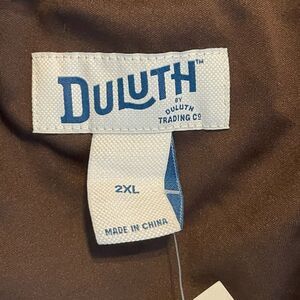 DULUTH™
BY
DULUTH
TRADING CO
2XL
MADE IN CHINA